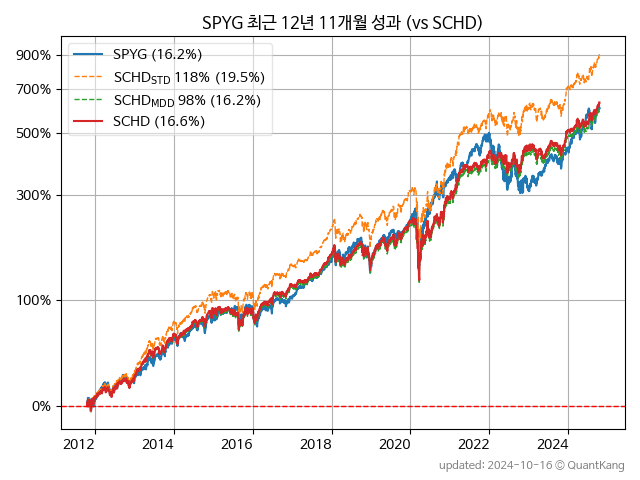 SPYG 최근 12년 11개월 성과 (vs SCHD)
SPYG (16.2%)
SCHD_STD 118% (19.5%)
SCHD_MDD 98% (16.2%)
SCHD (16.6%)
900%
700%
500%
300%
100%
0%
2012 2014 2016 2018 2020 2022 2024
updated: 2024-10-16 © QuantKang